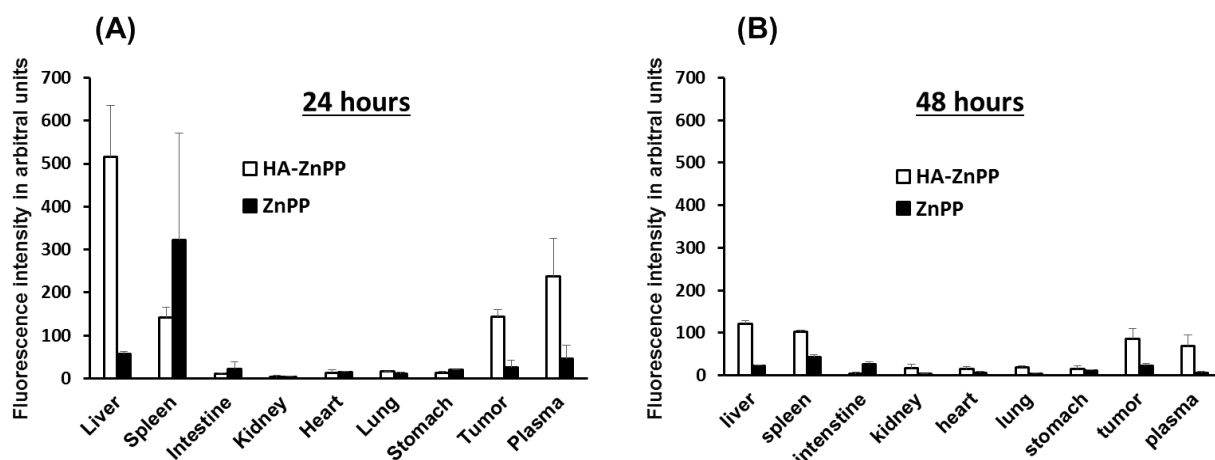 (A)
Fluorescence intensity in arbitral units
700
600
500
400
300
200
100
0
24 hours
HA-ZnPP
ZnPP
Liver
Spleen
Intestine
Kidney
Heart
Lung
Stomach
Tumor
Plasma
(B)
Fluorescence intensity in arbitral units
700
600
500
400
300
200
100
0
48 hours
HA-ZnPP
ZnPP
liver
spleen
intenstine
kidney
heart
lung
stomach
tumor
plasma